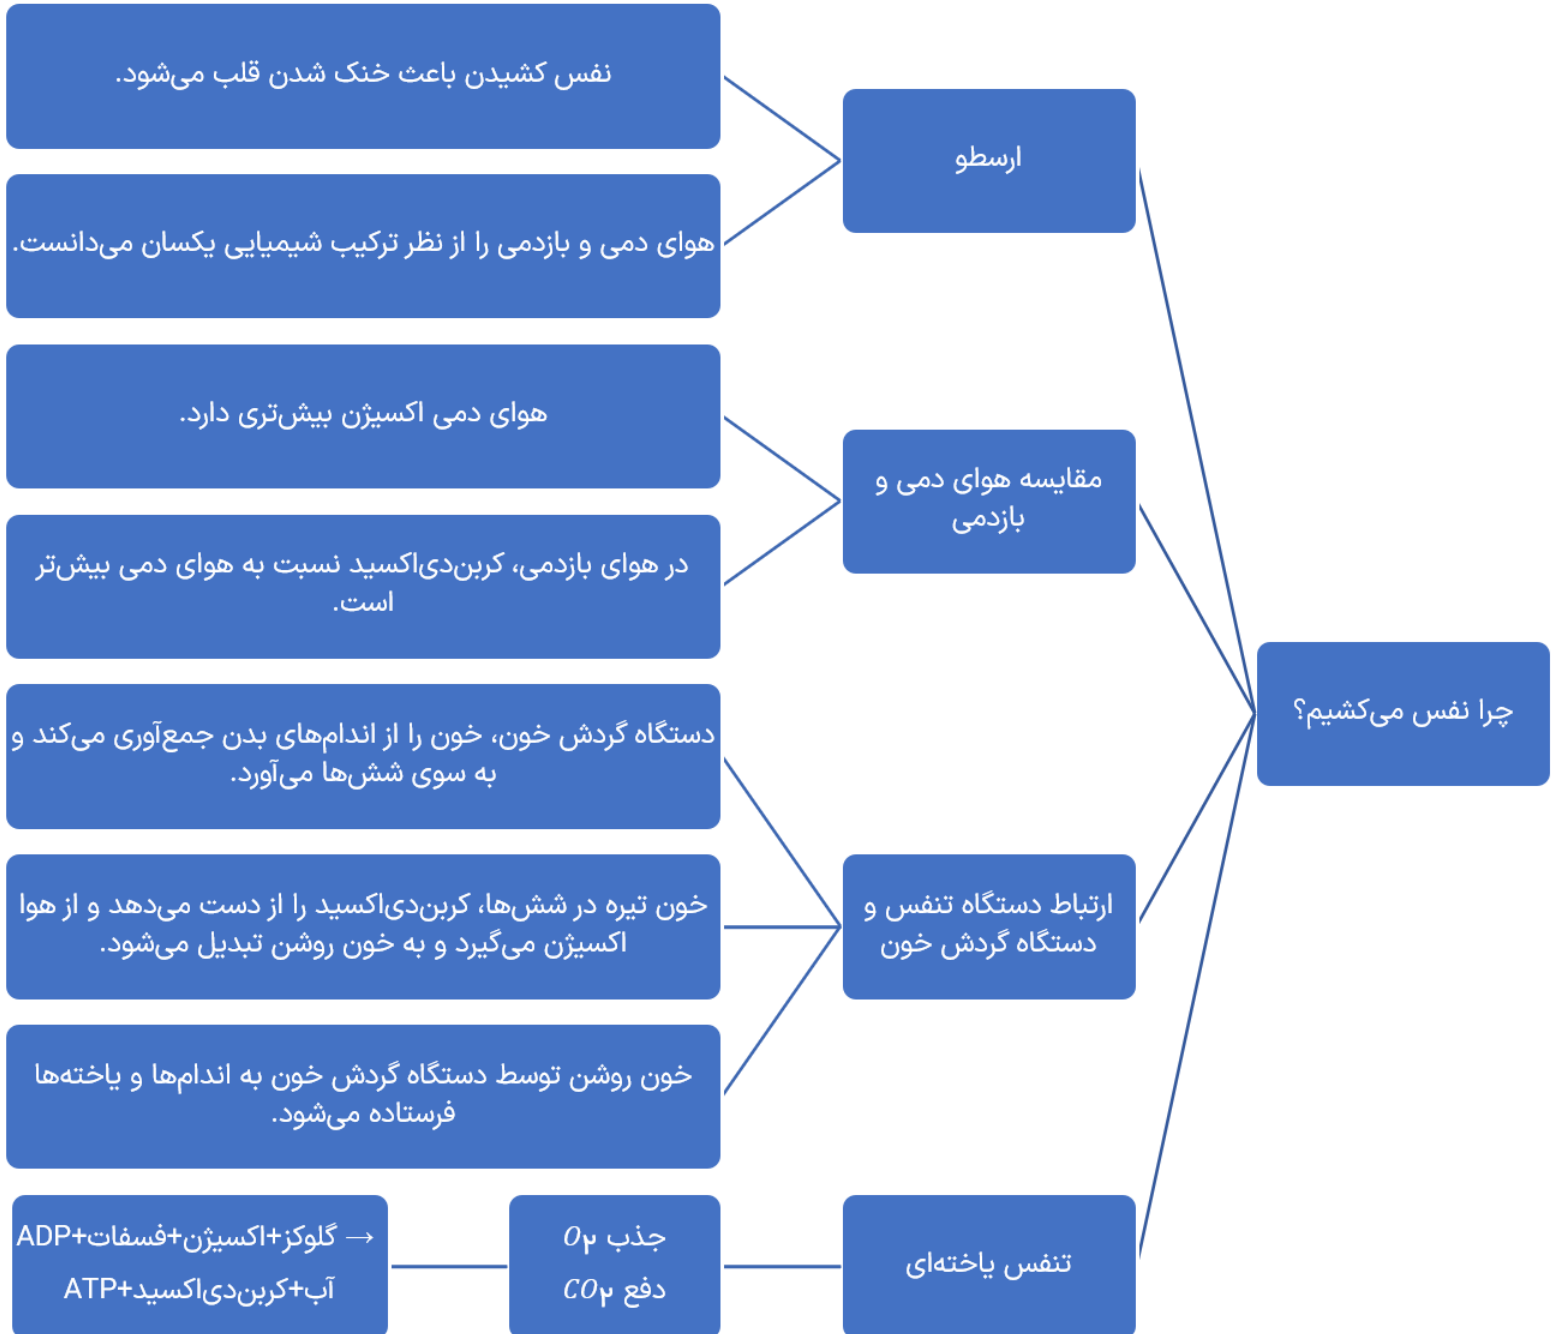 چرا نفس می‌کشیم؟
ارسطو
نفس کشیدن باعث خنک شدن قلب می‌شود.
هوای دمی و بازدمی را از نظر ترکیب شیمیایی یکسان می‌دانست.
مقایسه هوای دمی و
بازدمی
هوای دمی اکسیژن بیش‌تری دارد.
در هوای بازدمی، کربن‌دی‌اکسید نسبت به هوای دمی بیش‌تر
است.
ارتباط دستگاه تنفس و
دستگاه گردش خون
دستگاه گردش خون، خون را از اندام‌های بدن جمع‌آوری می‌کند و
به سوی شش‌ها می‌آورد.
خون تیره در شش‌ها، کربن‌دی‌اکسید را از دست می‌دهد و از هوا
اکسیژن می‌گیرد و به خون روشن تبدیل می‌شود.
خون روشن توسط دستگاه گردش خون به اندام‌ها و یاخته‌ها
فرستاده می‌شود.
تنفس یاخته‌ای
جذب O۲
دفع CO۲
→ گلوکز+اکسیژن+فسفات+ADP
آب+کربن‌دی‌اکسید+ATP